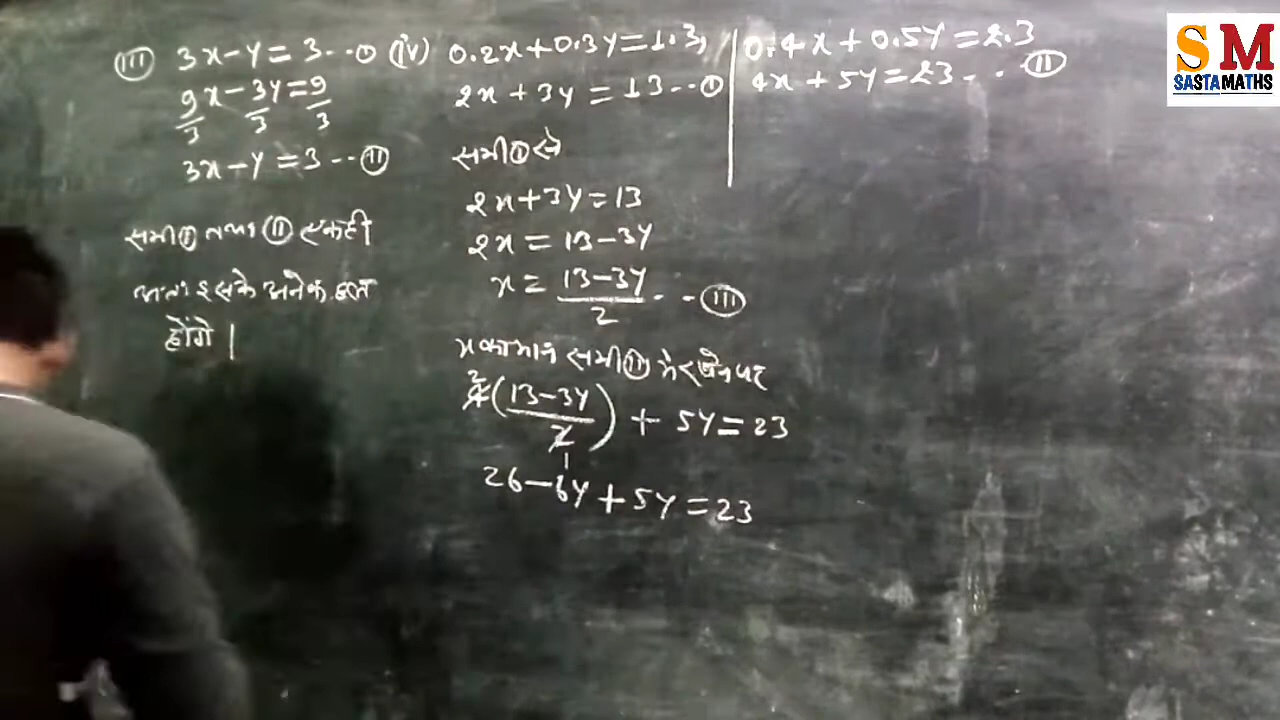 (III) 3x-y=3--(I)
9x/3 - 3y/3 = 9/3
3x-y=3--(II)
समी(I) तथा (II) एक ही
अतः इसके अनेक हल
होंगे।
(iv) 0.2x+0.3y=1.3,
2x+3y=13--(I)
समी(I) से
2x+3y=13
2x=13-3y
x=(13-3y)/2--(III)
x का मान समी(II) में रखने पर
4(13-3y/2)+5y=23
2
1
26-6y+5y=23
0.4x+0.5y=2.3
4x+5y=23--(II)
SM
SASTAMATHS